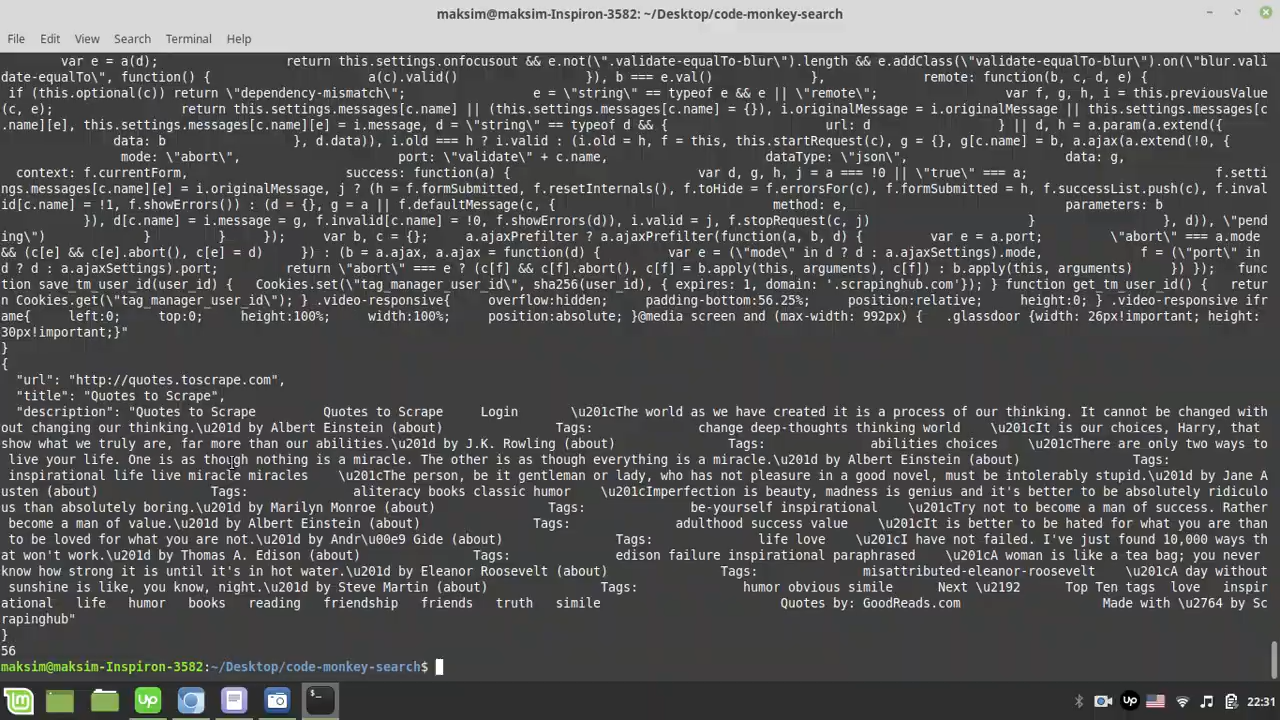 maksim@maksim-Inspiron-3582: ~/Desktop/code-monkey-search
File Edit View Search Terminal Help
var e = a(d); return this.settings.onfocusout && e.not(\".validate-equalTo-blur\").length && e.addClass(\"validate-equalTo-blur\").on(\"blur.vali
date-equalTo\", function() { a(c).valid() }), b === e.val() }, remote: function(b, c, d, e) {
if (this.optional(c)) return \"dependency-mismatch\"; e = \"string\" == typeof e && e || \"remote\"; var f, g, h, i = this.previousValue
(c, e); return this.settings.messages[c.name] || (this.settings.messages[c.name] = {}), i.originalMessage = i.originalMessage || this.settings.messages[c
.name][e], this.settings.messages[c.name][e] = i.message, d = \"string\" == typeof d && { url: d } || d, h = a.param(a.extend({
data: b }, d.data)), i.old === h ? i.valid : (i.old = h, f = this, this.startRequest(c), g = {}, g[c.name] = b, a.ajax(a.extend(!0, {
mode: \"abort\", port: \"validate\" + c.name, dataType: \"json\", data: g,
context: f.currentForm, success: function(a) { var d, g, h, j = a === !0 || \"true\" === a; f.setti
ngs.messages[c.name][e] = i.originalMessage, j ? (h = f.formSubmitted, f.resetInternals(), f.toHide = f.errorsFor(c), f.formSubmitted = h, f.successList.push(c), f.inval
id[c.name] = !1, f.showErrors()) : (d = {}, g = a || f.defaultMessage(c, { method: e, parameters: b
}), d[c.name] = i.message = g, f.invalid[c.name] = !0, f.showErrors(d)), i.valid = j, f.stopRequest(c, j) } }, d)), \"pend
ing\") } } }); var b, c = {}; a.ajaxPrefilter ? a.ajaxPrefilter(function(a, b, d) { var e = a.port; \"abort\" === a.mode
&& (c[e] && c[e].abort(), c[e] = d) }) : (b = a.ajax, a.ajax = function(d) { var e = (\"mode\" in d ? d : a.ajaxSettings).mode, f = (\"port\" in
d ? d : a.ajaxSettings).port; return \"abort\" === e ? (c[f] && c[f].abort(), c[f] = b.apply(this, arguments), c[f]) : b.apply(this, arguments) }) }); func
tion save_tm_user_id(user_id) { Cookies.set(\"tag_manager_user_id\", sha256(user_id), { expires: 1, domain: '.scrapinghub.com'}); } function get_tm_user_id() { retur
n Cookies.get(\"tag_manager_user_id\"); } .video-responsive{ overflow:hidden; padding-bottom:56.25%; position:relative; height:0; } .video-responsive ifr
ame{ left:0; top:0; height:100%; width:100%; position:absolute; }@media screen and (max-width: 992px) { .glassdoor {width: 26px!important; height:
30px!important;}"
}
{
"url": "http://quotes.toscrape.com",
"title": "Quotes to Scrape",
"description": "Quotes to Scrape Quotes to Scrape Login \u201cThe world as we have created it is a process of our thinking. It cannot be changed with
out changing our thinking.\u201d by Albert Einstein (about) Tags: change deep-thoughts thinking world \u201cIt is our choices, Harry, that
show what we truly are, far more than our abilities.\u201d by J.K. Rowling (about) Tags: abilities choices \u201cThere are only two ways to
live your life. One is as though nothing is a miracle. The other is as though everything is a miracle.\u201d by Albert Einstein (about) Tags:
inspirational life live miracle miracles \u201cThe person, be it gentleman or lady, who has not pleasure in a good novel, must be intolerably stupid.\u201d by Jane A
usten (about) Tags: aliteracy books classic humor \u201cImperfection is beauty, madness is genius and it's better to be absolutely ridiculo
us than absolutely boring.\u201d by Marilyn Monroe (about) Tags: be-yourself inspirational \u201cTry not to become a man of success. Rather
become a man of value.\u201d by Albert Einstein (about) Tags: adulthood success value \u201cIt is better to be hated for what you are than
to be loved for what you are not.\u201d by Andr\u00e9 Gide (about) Tags: life love \u201cI have not failed. I've just found 10,000 ways th
at won't work.\u201d by Thomas A. Edison (about) Tags: edison failure inspirational paraphrased \u201cA woman is like a tea bag; you never
know how strong it is until it's in hot water.\u201d by Eleanor Roosevelt (about) Tags: misattributed-eleanor-roosevelt \u201cA day without
sunshine is like, you know, night.\u201d by Steve Martin (about) Tags: humor obvious simile Next \u2192 Top Ten tags love inspir
ational life humor books reading friendship friends truth simile Quotes by: GoodReads.com Made with \u2764 by Sc
rapinghub"
}
56
maksim@maksim-Inspiron-3582:~/Desktop/code-monkey-search$
up
up
22:31